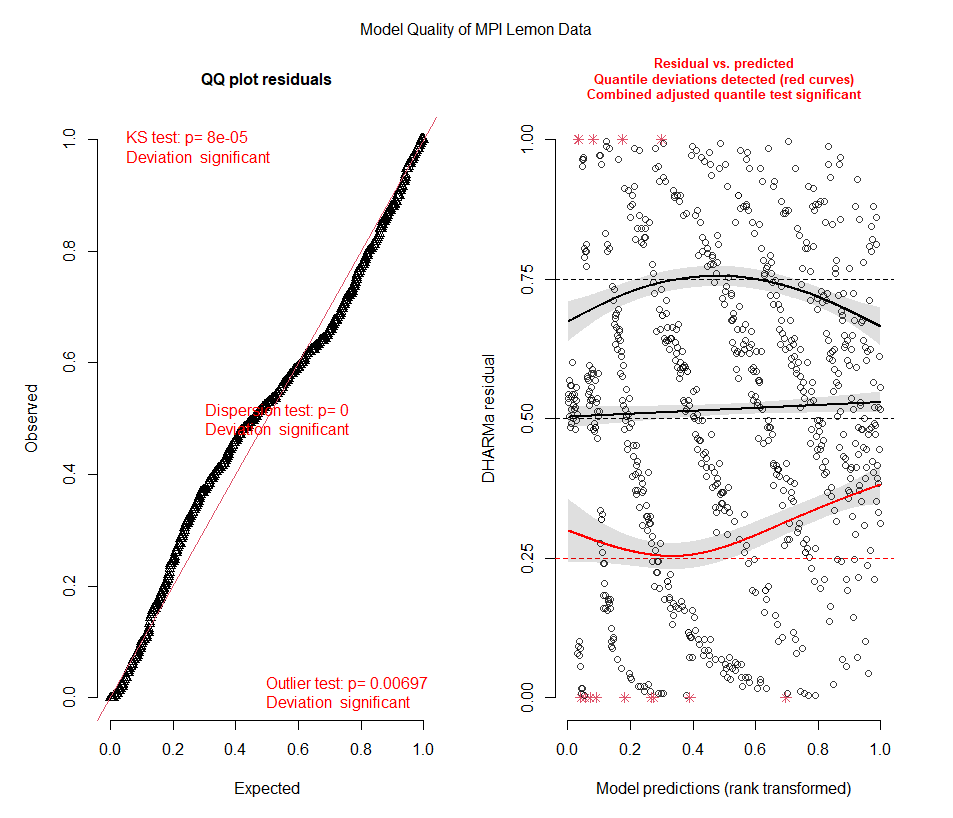 Model Quality of MPI Lemon Data
QQ plot residuals
KS test: p= 8e-05
Deviation significant
Dispersion test: p= 0
Deviation significant
Outlier test: p= 0.00697
Deviation significant
Observed
0.0 0.2 0.4 0.6 0.8 1.0
0.0 0.2 0.4 0.6 0.8 1.0
Expected
Residual vs. predicted
Quantile deviations detected (red curves)
Combined adjusted quantile test significant
DHARMa residual
0.00 0.25 0.50 0.75 1.00
0.0 0.2 0.4 0.6 0.8 1.0
Model predictions (rank transformed)